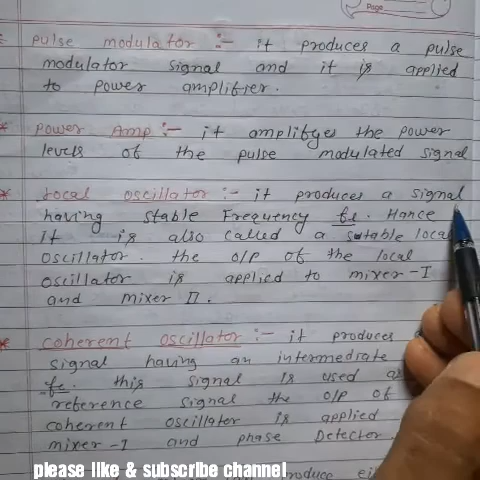 Page
* pulse modulator :- it produces a pulse
modulator signal and it is applied
to power amplifier.
* power Amp :- it amplifyes the power
levels of the pulse modulated signal
* Local oscillator :- it produces a signal
having stable Frequency fL. Hance
It is also called a stable local
oscillator. the O/P of the local
oscillator is applied to mixer-I
and mixer II.
* coherent oscillator :- it produces
signal having an intermediate
fc. this signal is used as
reference signal the O/P of
coherent oscillator is applied
mixer-I and phase Detector.
please like & subscribe channel
produce